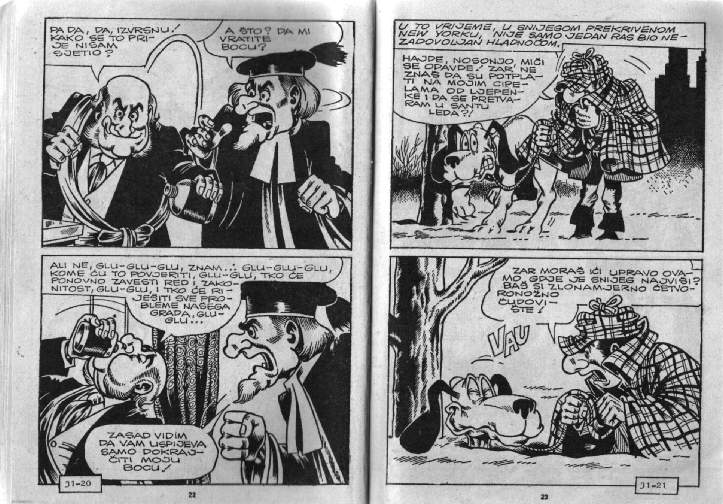 PA DA, DA, IZVRSNU!
KAKO SE TO PRI-
JE NISAM
SJETIO?
A ŠTO? DA MI
VRATITE
BOCU?
ALI NE, GLU-GLU-GLU, ZNAM... GLU-GLU-GLU,
KOME ĆU TO POVJERITI, GLU-GLU, TKO ĆE
PONOVNO ZAVESTI RED I ZAKO-
NITOST, GLU-GLU, I TKO ĆE RI-
JEŠITI SVE PRO-
BLEME NAŠEGA
GRADA, GLU-
GLU...
ZASAD VIDIM
DA VAM USPIJEVA
SAMO DOKRAJ-
ČITI MOJU
BOCU!
J1-20
22
U TO VRIJEME, U SNIJEGOM PREKRIVENOM
NEW YORKU, NIJE SAMO JEDAN PAS BIO NE-
ZADOVOLJAN HLADNOĆOM.
HAJDE, NOSONJO MIČI
SE OPAVDE! ZAR NE
ZNAŠ DA SU POTPLA-
TI NA MOJIM CIPE-
LAMA OD LJEPEN-
KE I DA SE PRETVA-
RAM U SANTU
LEDA?!
ZAR MORAŠ IĆI UPRAVO OVA-
MO, GDJE JE SNIJEG NAJVIŠI?
BAŠ SI ZLONAMJERNO ČETVO-
RONOŽNO
ČUDOVI-
ŠTE!
VAU
J1-21
23